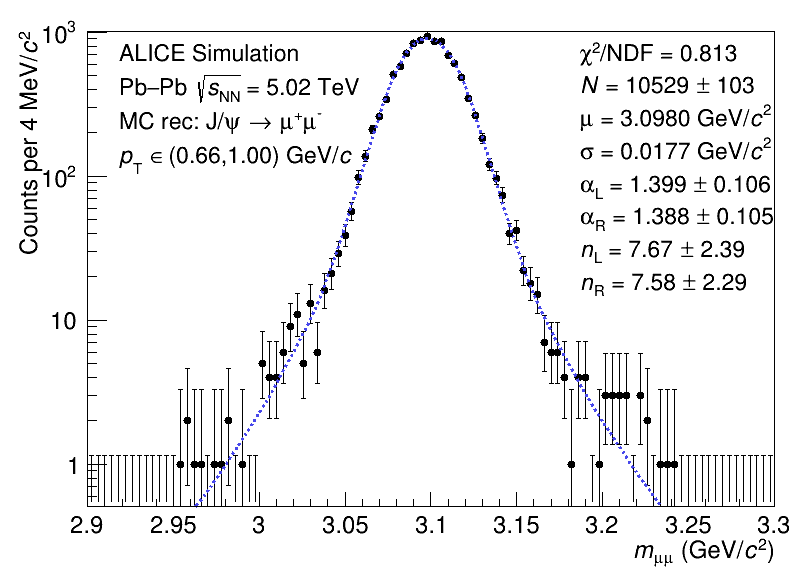 ALICE Simulation
Pb–Pb √sNN = 5.02 TeV
MC rec: J/ψ → μ⁺μ⁻
pT ∈ (0.66,1.00) GeV/c
χ²/NDF = 0.813
N = 10529 ± 103
μ = 3.0980 GeV/c²
σ = 0.0177 GeV/c²
αL = 1.399 ± 0.106
αR = 1.388 ± 0.105
nL = 7.67 ± 2.39
nR = 7.58 ± 2.29
Counts per 4 MeV/c²
10³
10²
10
1
2.9 2.95 3 3.05 3.1 3.15 3.2 3.25 3.3
mμμ (GeV/c²)